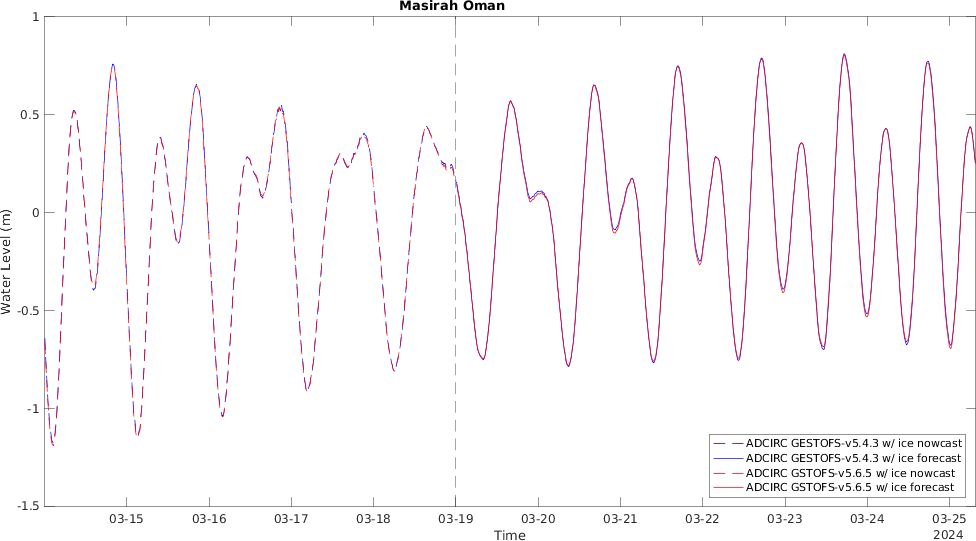 Masirah Oman
1
0.5
0
-0.5
-1
-1.5
Water Level (m)
03-15 03-16 03-17 03-18 03-19 03-20 03-21 03-22 03-23 03-24 03-25
2024
Time
ADCIRC GESTOFS-v5.4.3 w/ ice nowcast
ADCIRC GESTOFS-v5.4.3 w/ ice forecast
ADCIRC GSTOFS-v5.6.5 w/ ice nowcast
ADCIRC GSTOFS-v5.6.5 w/ ice forecast